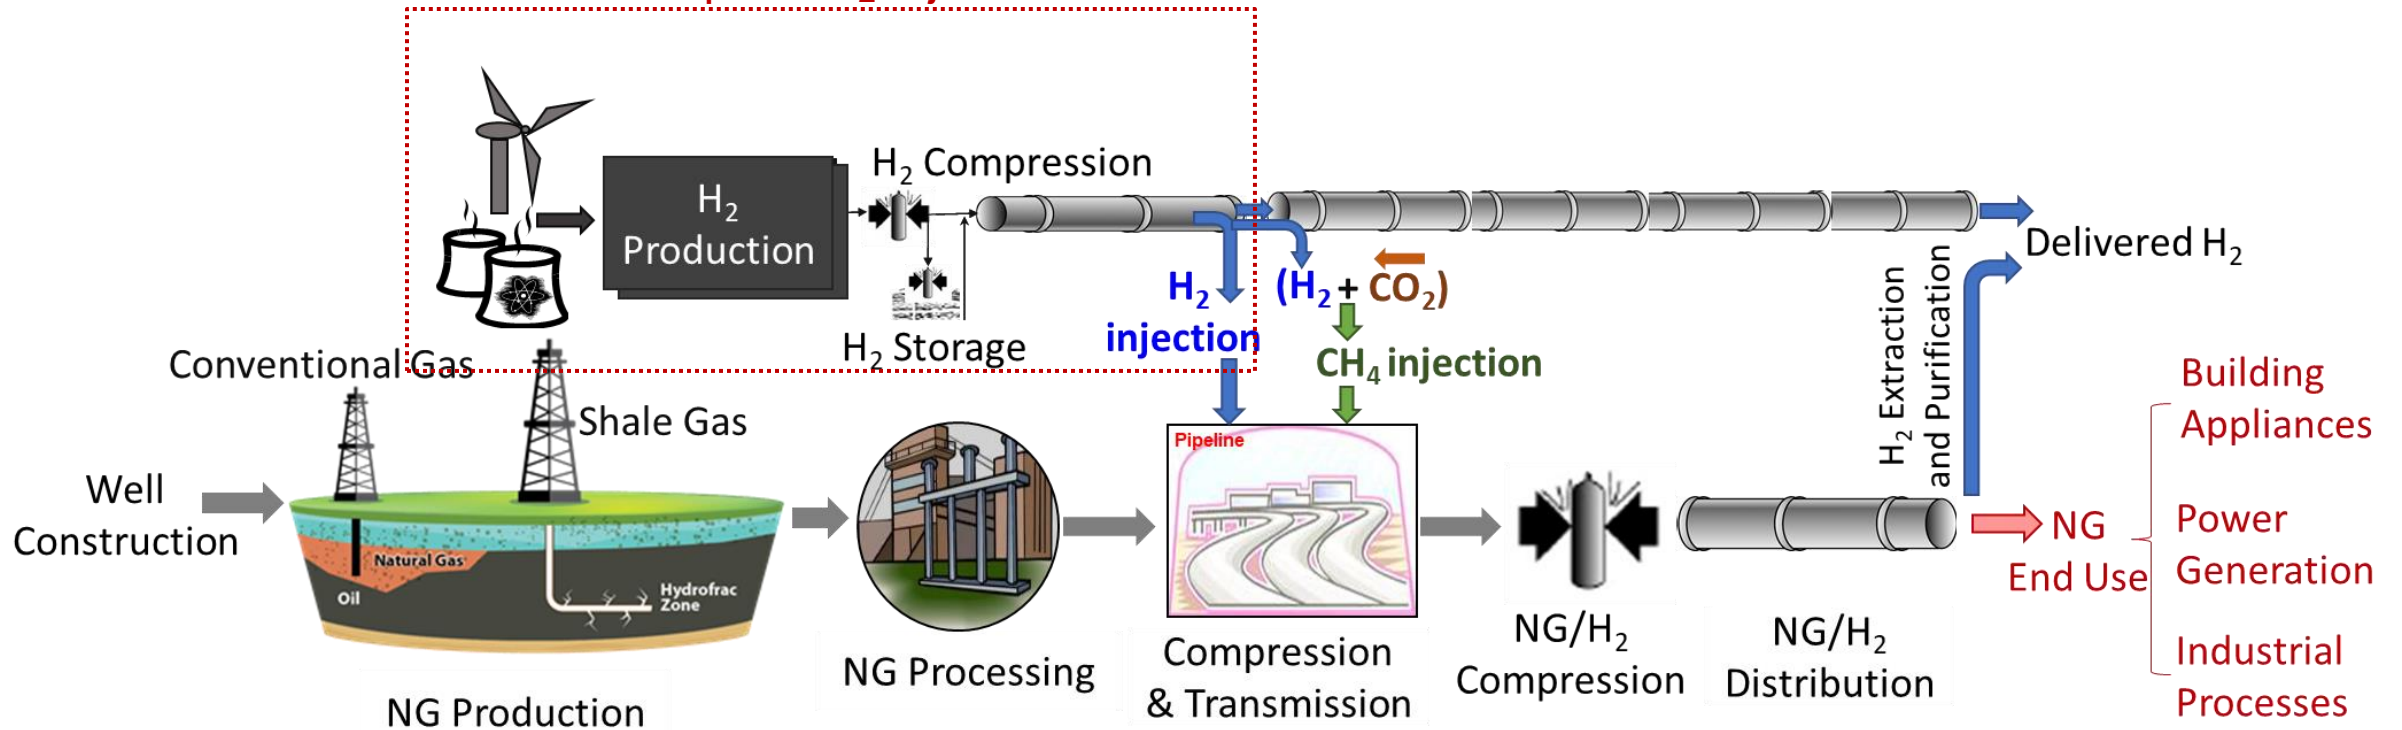 H2 Compression
H2
Production
H2 Storage
H2
injection
(H2 + CO2)
CH4 injection
Delivered H2
H2 Extraction
and Purification
Conventional Gas
Shale Gas
Well
Construction
Natural Gas
Oil
Hydrofrac
Zone
NG Production
NG Processing
Pipeline
Compression
& Transmission
NG/H2
Compression
NG/H2
Distribution
NG
End Use
Building
Appliances
Power
Generation
Industrial
Processes